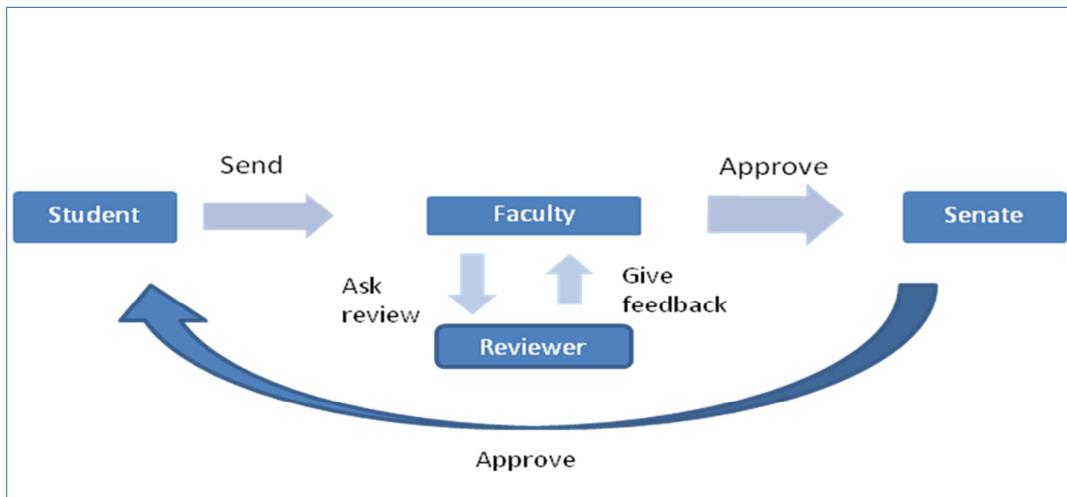 Send
Approve
Student
Faculty
Senate
Ask
review
Give
feedback
Reviewer
Approve